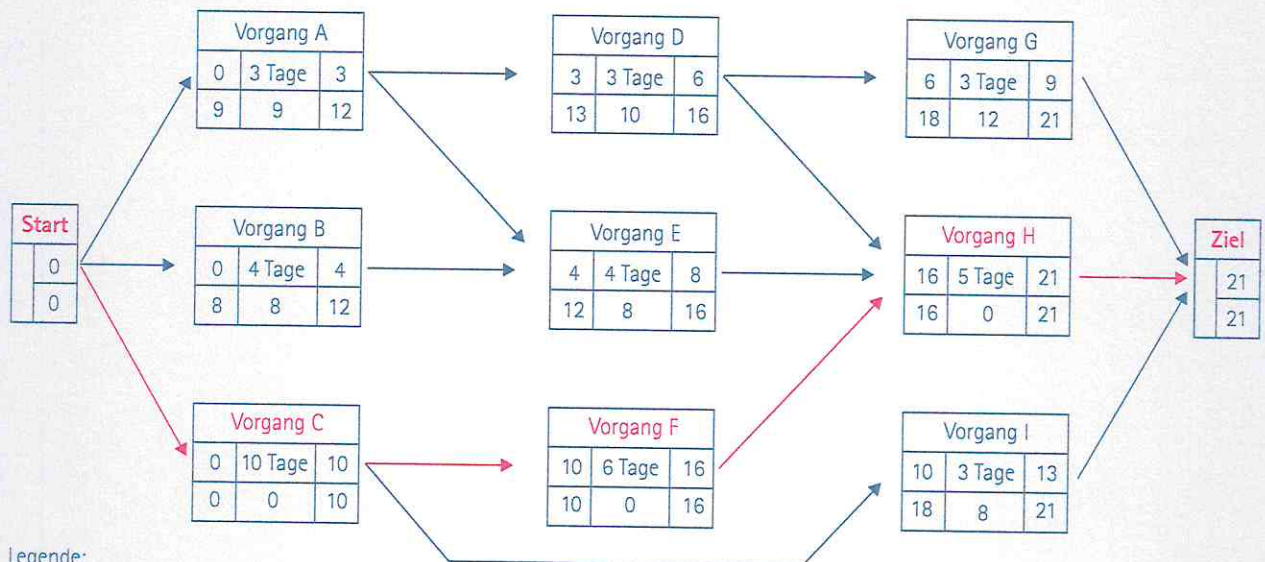 Vorgang A
0 3 Tage 3
9 9 12
Vorgang D
3 3 Tage 6
13 10 16
Vorgang G
6 3 Tage 9
18 12 21
Start
0
0
Vorgang B
0 4 Tage 4
8 8 12
Vorgang E
4 4 Tage 8
12 8 16
Vorgang H
16 5 Tage 21
16 0 21
Ziel
21
21
Vorgang C
0 10 Tage 10
0 0 10
Vorgang F
10 6 Tage 16
10 0 16
Vorgang I
10 3 Tage 13
18 8 21
Legende: